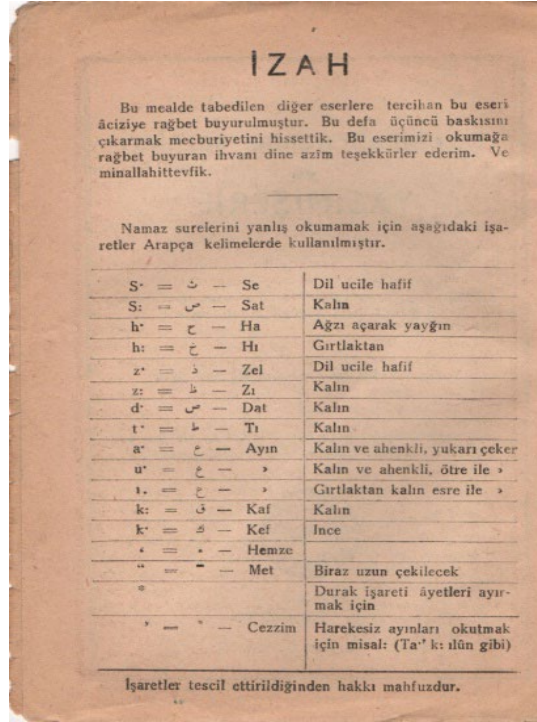 İZAH
Bu mealde tabedilen diğer eserlere tercihan bu eseri
âciziye rağbet buyurulmuştur. Bu defa üçüncü baskısını
çıkarmak mecburiyetini hissettik. Bu eserimizi okumağa
rağbet buyuran ihvanı dine azîm teşekkürler ederim. Ve
minallahittevfik.
Namaz surelerini yanlış okumamak için aşağıdaki işa-
retler Arapça kelimelerde kullanılmıştır.
S· = ث — Se Dil ucile hafif
S: = ص — Sat Kalın
h· = ح — Ha Ağzı açarak yayğın
h: = خ — Hı Gırtlaktan
z· = ذ — Zel Dil ucile hafif
z: = ظ — Zı Kalın
d· = ص — Dat Kalın
t· = ط — Tı Kalın
a· = ع — Ayın Kalın ve ahenkli, yukarı çeker
u· = ع — » Kalın ve ahenkli, ötre ile »
ı. = ع — » Gırtlaktan kalın esre ile »
k: = ق — Kaf Kalın
k· = ك — Kef Ince
‘ = · — Hemze
“ = - — Met Biraz uzun çekilecek
* Durak işareti âyetleri ayır-
mak için
’ = ’ — Cezzim Harekesiz ayınları okutmak
için misal: (Ta·’ k: ılûn gibi)
İşaretler tescil ettirildiğinden hakkı mahfuzdur.